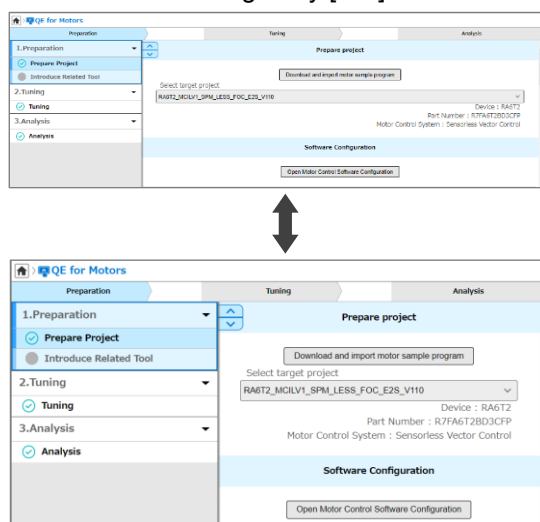 QE for Motors
Preparation
Tuning
Analysis
1.Preparation
Prepare Project
Introduce Related Tool
2.Tuning
Tuning
3.Analysis
Analysis
Prepare project
Download and import motor sample program
Select target project
RA6T2_MCILV1_SPM_LESS_FOC_E2S_V110
Device : RA6T2
Part Number : R7FA6T2BD3CFP
Motor Control System : Sensorless Vector Control
Software Configuration
Open Motor Control Software Configuration
QE for Motors
Preparation
Tuning
Analysis
1.Preparation
Prepare Project
Introduce Related Tool
2.Tuning
Tuning
3.Analysis
Analysis
Prepare project
Download and import motor sample program
Select target project
RA6T2_MCILV1_SPM_LESS_FOC_E2S_V110
Device : RA6T2
Part Number : R7FA6T2BD3CFP
Motor Control System : Sensorless Vector Control
Software Configuration
Open Motor Control Software Configuration